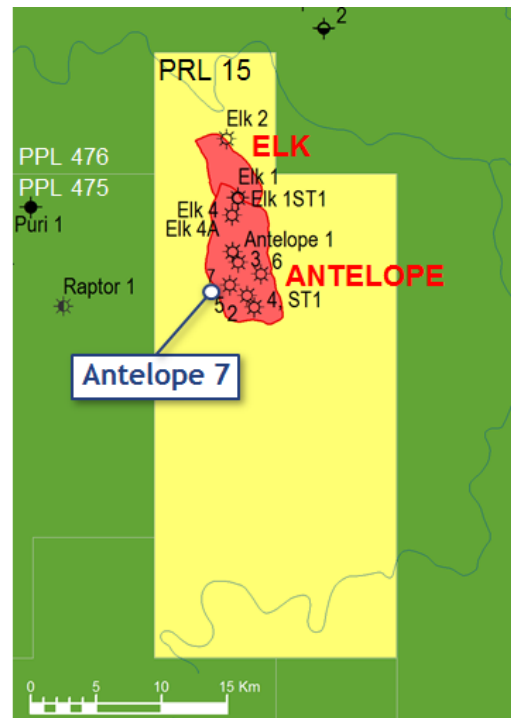 2
PRL 15
Elk 2
ELK
PPL 476
Elk 1
PPL 475
Elk 1ST1
Elk 4
Puri 1
Elk 4A
Antelope 1
3
6
ANTELOPE
7
Raptor 1
5
2
4, ST1
Antelope 7
0 5 10 15 Km